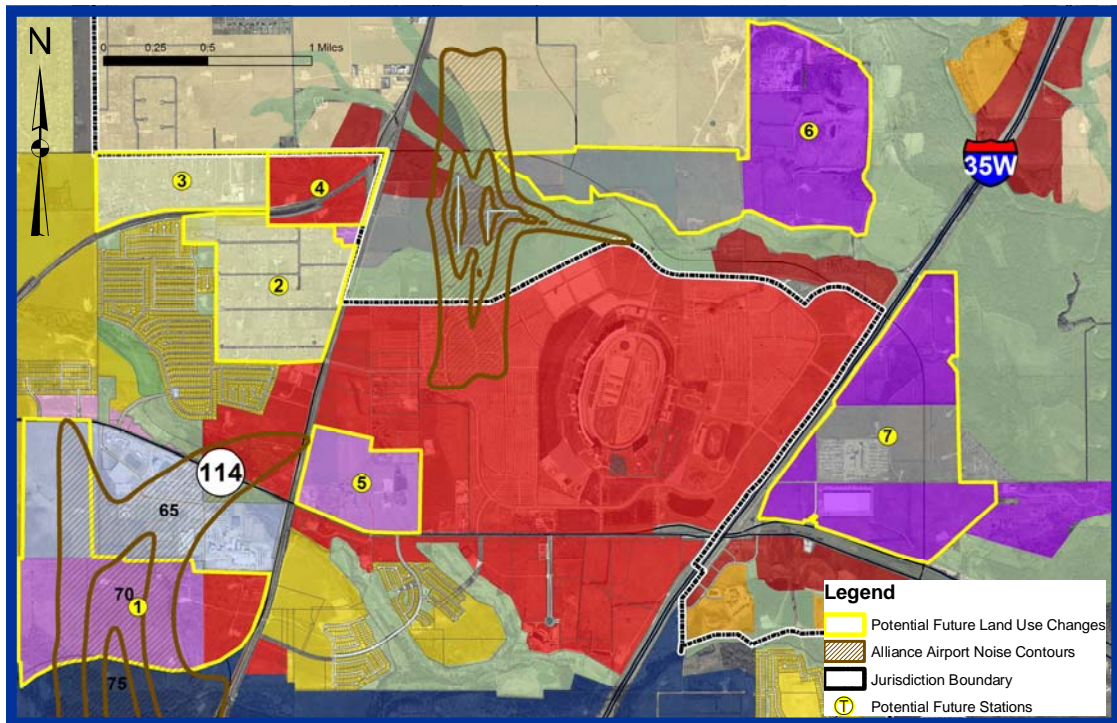 N
0 0.25 0.5 1 Miles
6
35W
3
4
2
7
114
5
65
70
1
75
Legend
Potential Future Land Use Changes
Alliance Airport Noise Contours
Jurisdiction Boundary
T Potential Future Stations